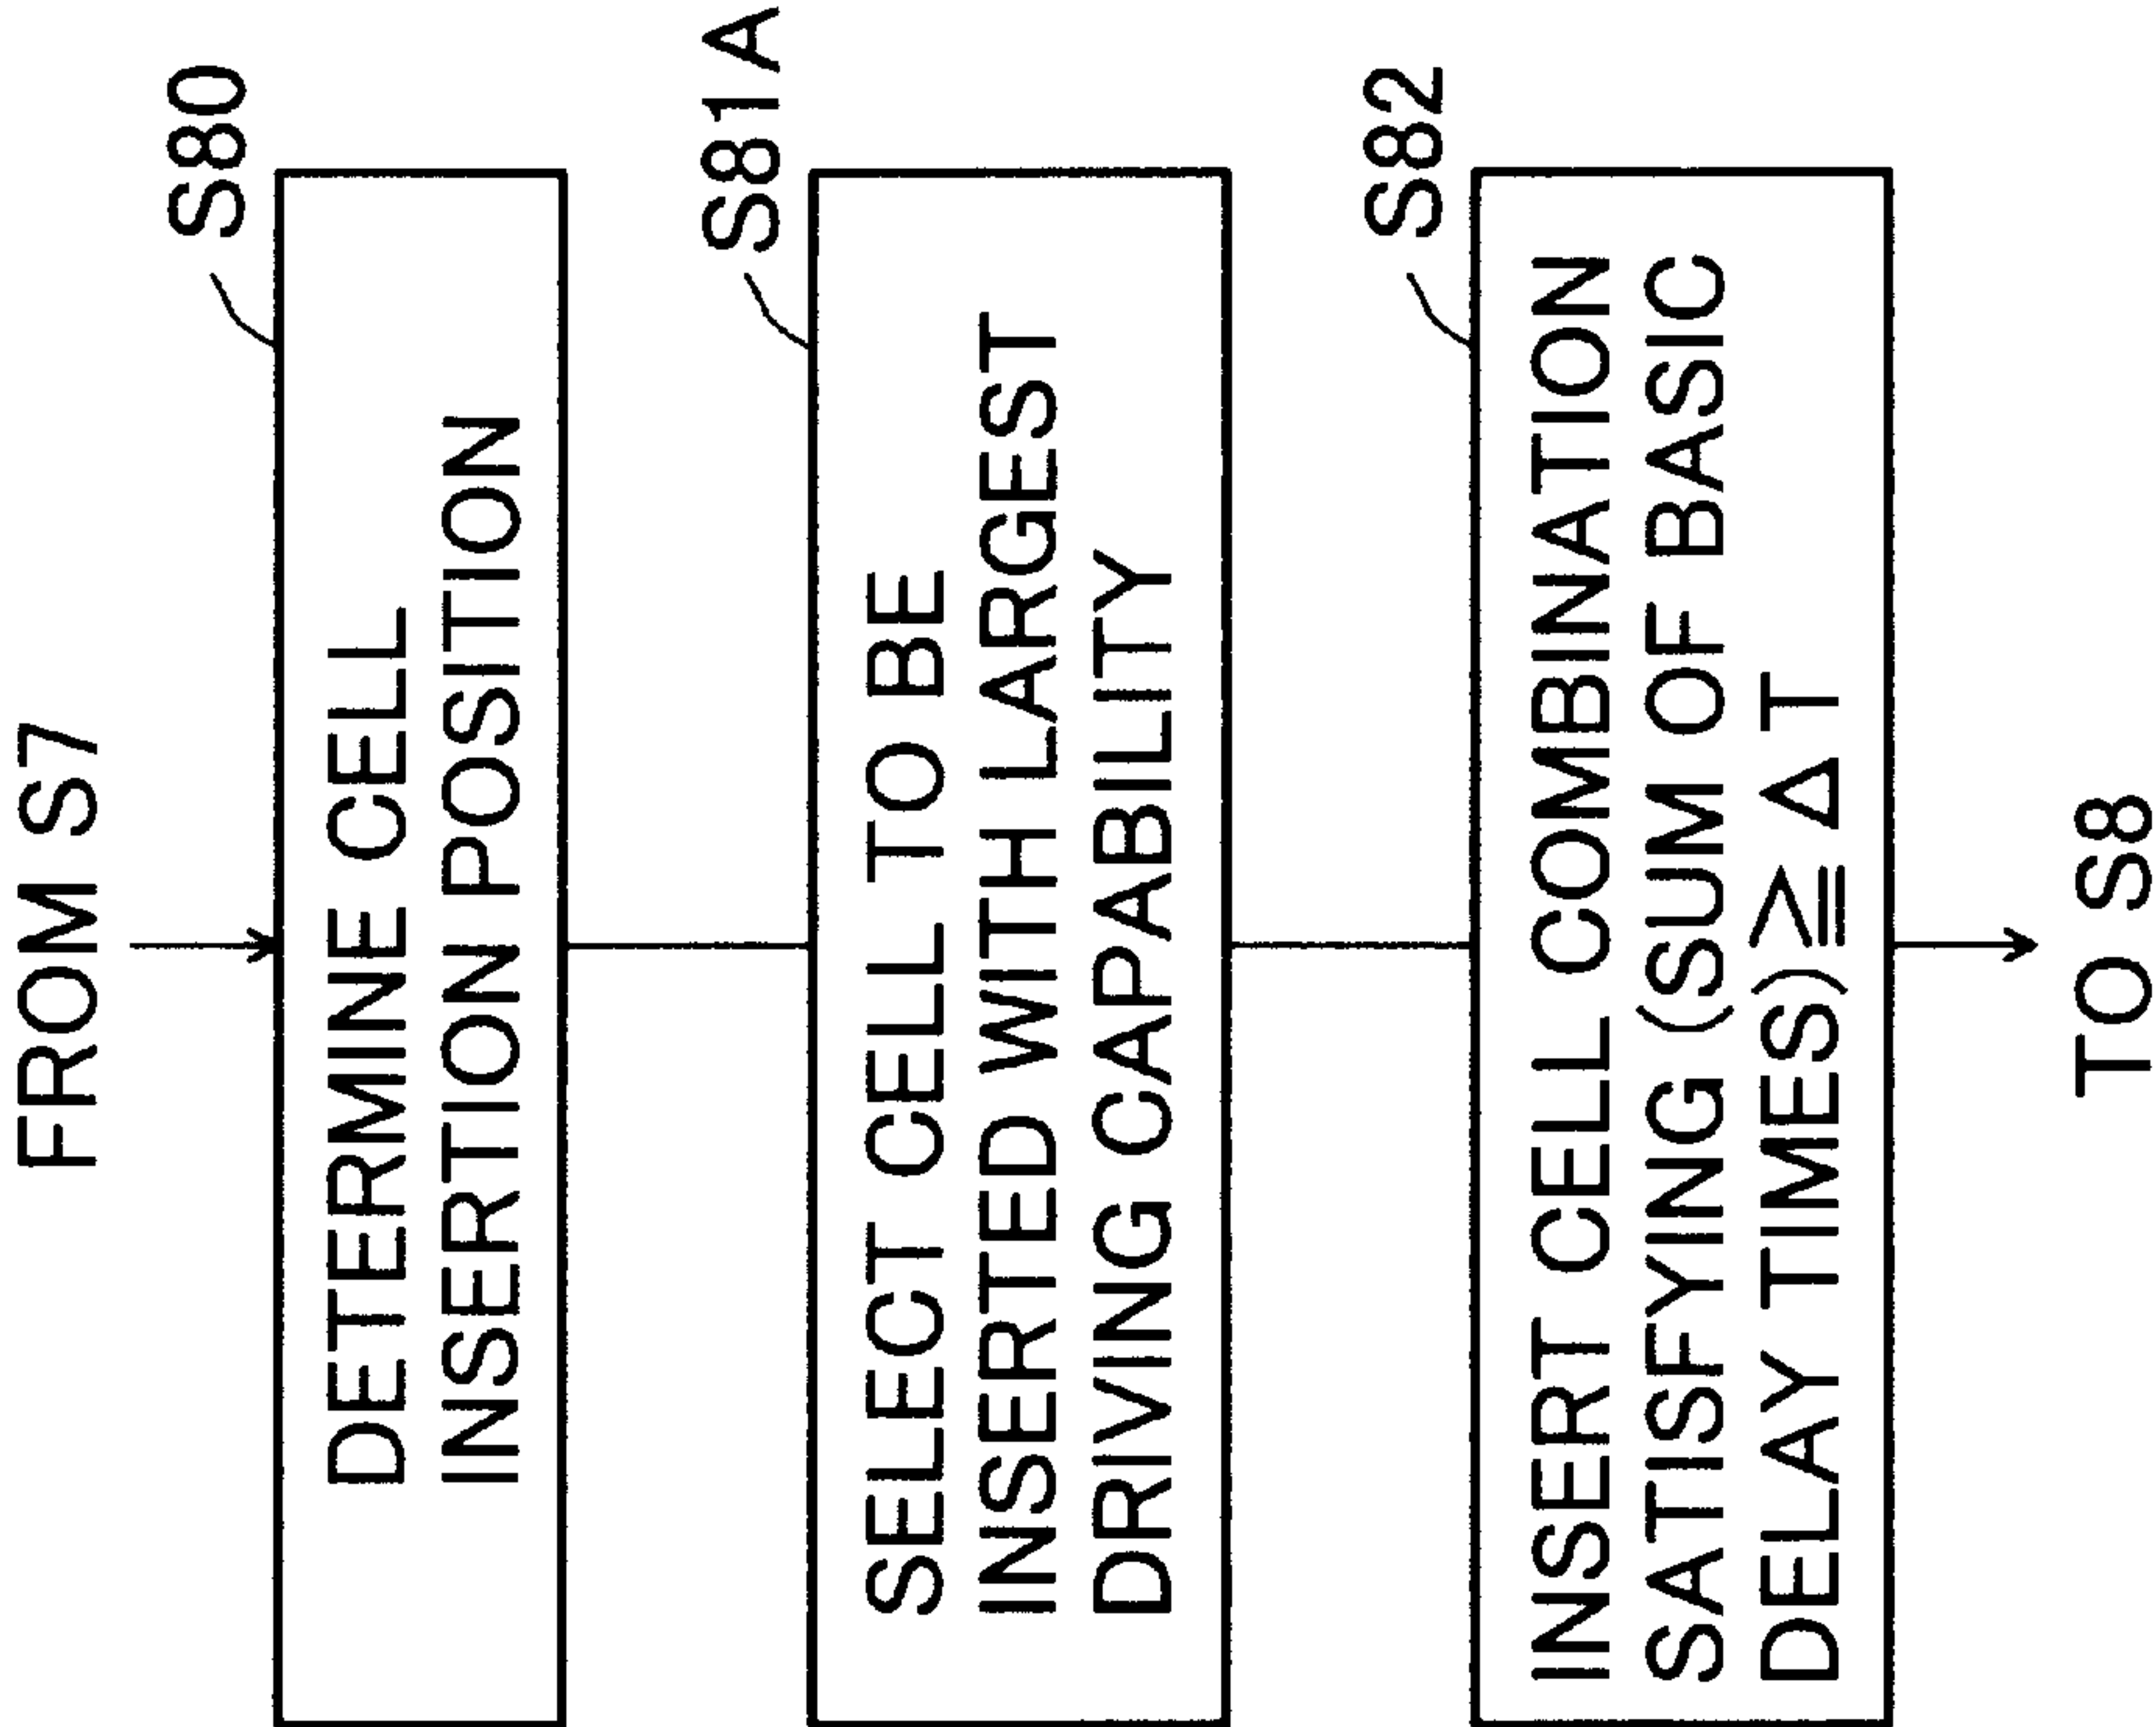 FROM S7
S80
DETERMINE CELL
INSERTION POSITION
S81A
SELECT CELL TO BE
INSERTED WITH LARGEST
DRIVING CAPABILITY
S82
INSERT CELL COMBINATION
SATISFYING (SUM OF BASIC
DELAY TIMES)≧ΔT
TO S8